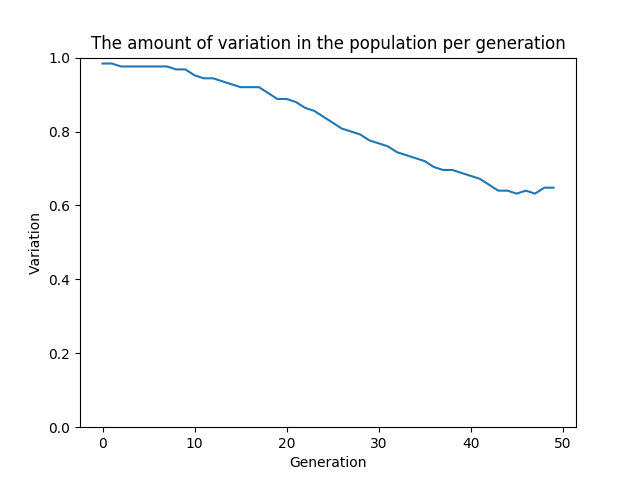 The amount of variation in the population per generation
1.0
0.8
0.6
0.4
0.2
0.0
Variation
0 10 20 30 40 50
Generation